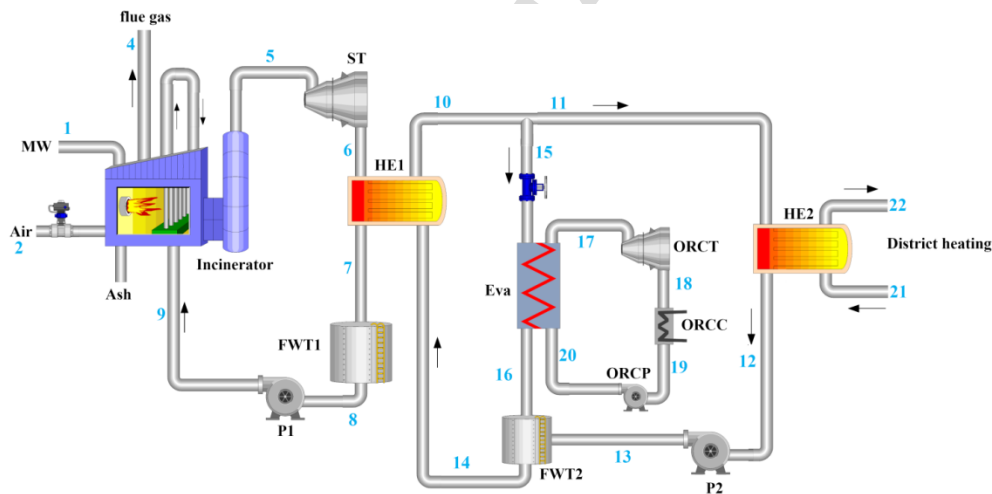 flue gas
4
5
ST
10
11
1
MW
6
HE1
15
17
ORCT
22
HE2
Air
2
Incinerator
7
Eva
18
District heating
21
Ash
9
FWT1
ORCC
20
19
12
16
ORCP
P1
8
14
FWT2
13
P2